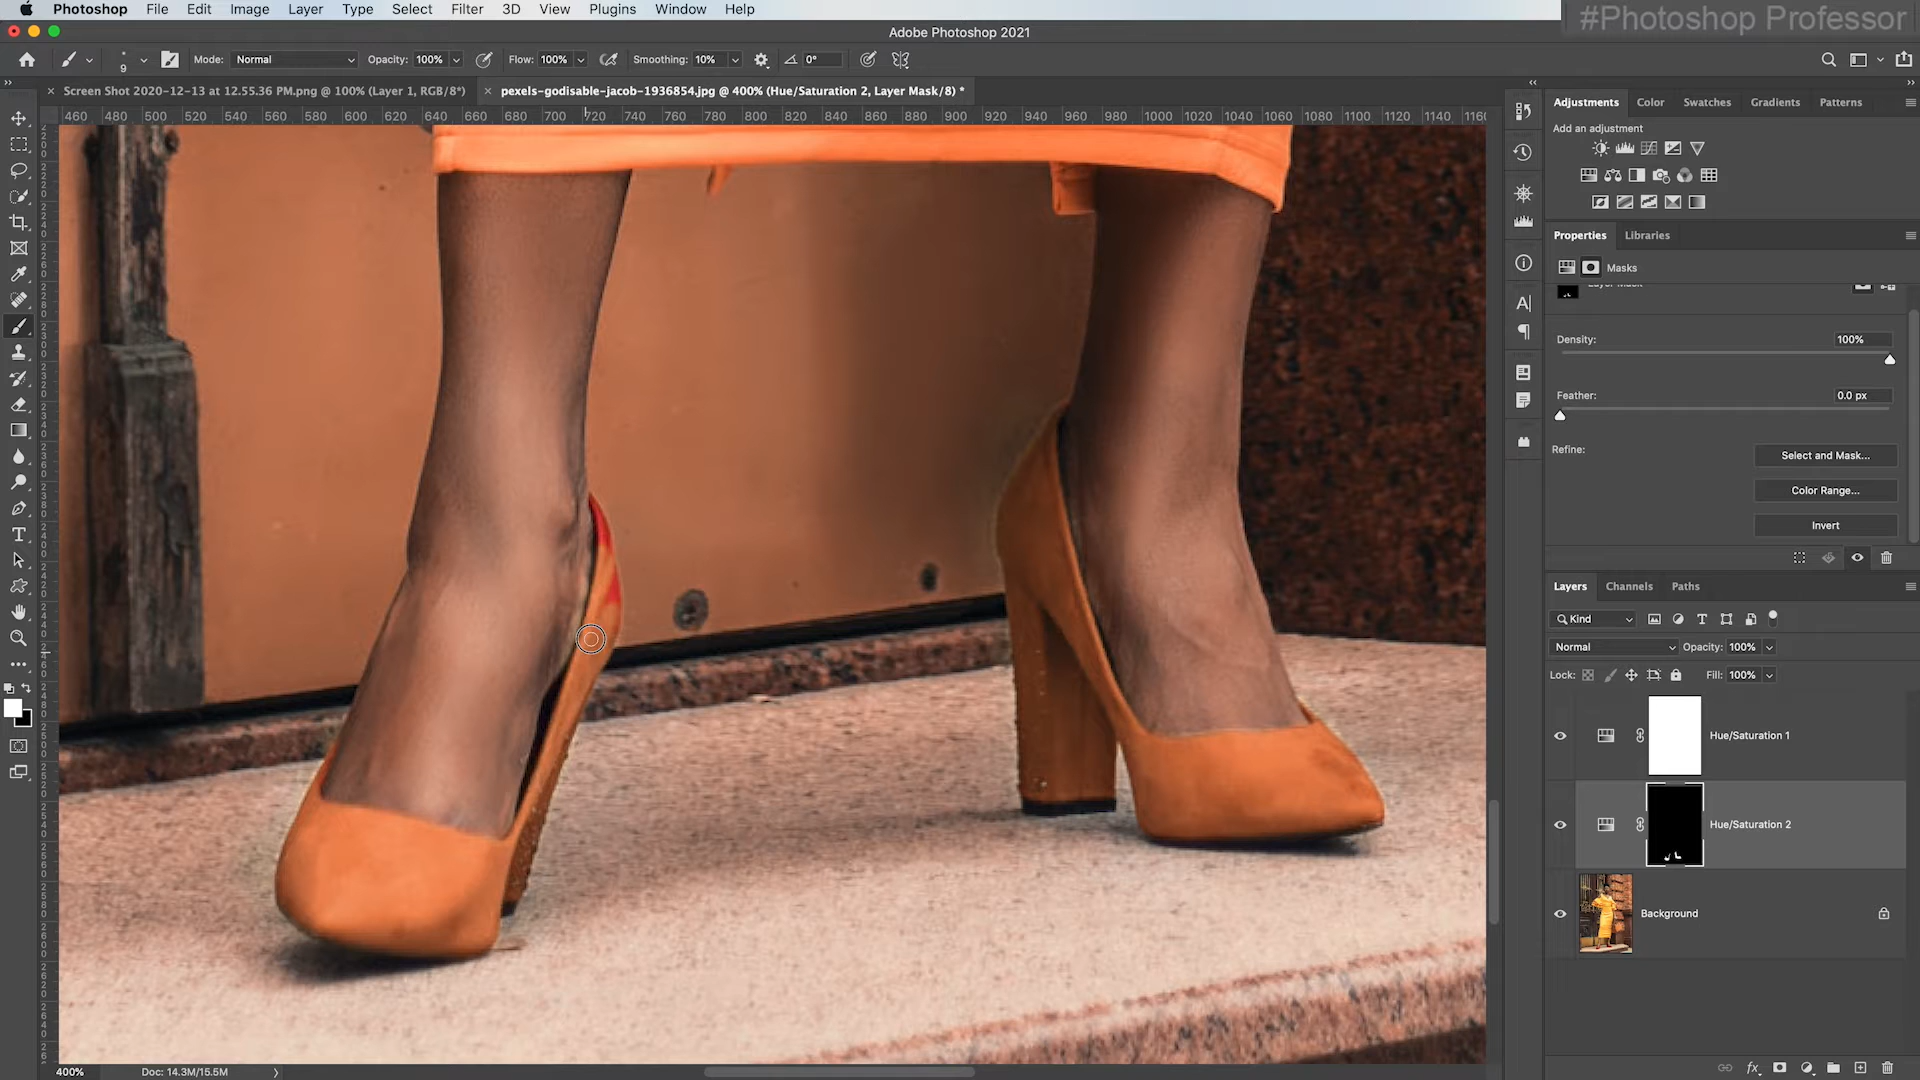 Photoshop File Edit Image Layer Type Select Filter 3D View Plugins Window Help
#Photoshop Professor
Adobe Photoshop 2021
9 Mode: Normal Opacity: 100% Flow: 100% Smoothing: 10% 0°
Screen Shot 2020-12-13 at 12.55.36 PM.png @ 100% (Layer 1, RGB/8*) pexels-godisable-jacob-1936854.jpg @ 400% (Hue/Saturation 2, Layer Mask/8) *
460 480 500 520 540 560 580 600 620 640 660 680 700 720 740 760 780 800 820 840 860 880 900 920 940 960 980 1000 1020 1040 1060 1080 1100 1120 1140 1160
Adjustments Color Swatches Gradients Patterns
Add an adjustment
Properties Libraries
Masks
Layer Mask
Density: 100%
Feather: 0.0 px
Refine: Select and Mask...
Color Range...
Invert
Layers Channels Paths
Kind
Normal Opacity: 100%
Lock: Fill: 100%
Hue/Saturation 1
Hue/Saturation 2
Background
400% Doc: 14.3M/15.5M